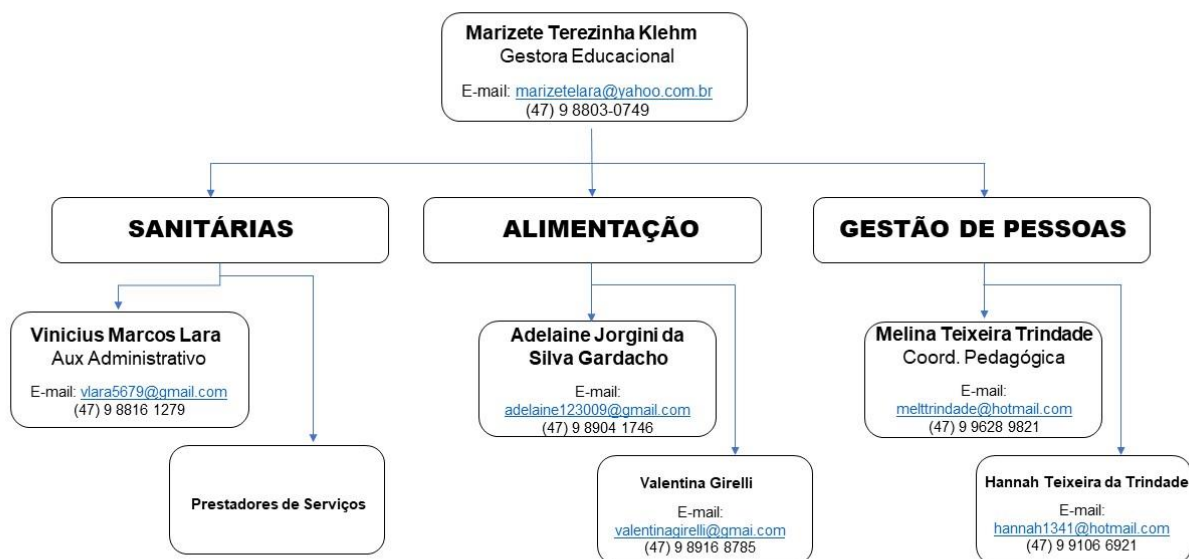 Marizete Terezinha Klehm
Gestora Educacional
E-mail: marizetelara@yahoo.com.br
(47) 9 8803-0749
SANITÁRIAS
ALIMENTAÇÃO
GESTÃO DE PESSOAS
Vinicius Marcos Lara
Aux Administrativo
E-mail: vlara5679@gmail.com
(47) 9 8816 1279
Prestadores de Serviços
Adelaine Jorgini da
Silva Gardacho
E-mail:
adelaine123009@gmail.com
(47) 9 8904 1746
Valentina Girelli
E-mail:
valentinagirelli@gmai.com
(47) 9 8916 8785
Melina Teixeira Trindade
Coord. Pedagógica
E-mail:
melttrindade@hotmail.com
(47) 9 9628 9821
Hannah Teixeira da Trindade
E-mail:
hannah1341@hotmail.com
(47) 9 9106 6921